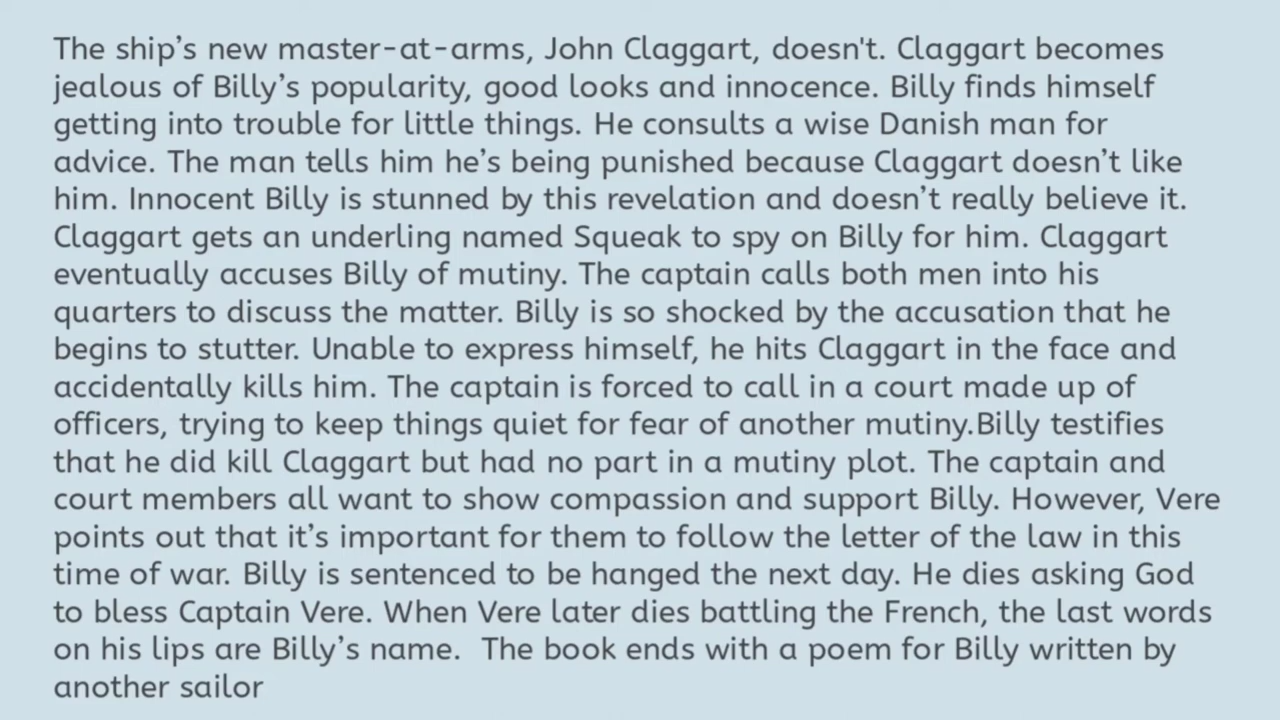 The ship’s new master-at-arms, John Claggart, doesn't. Claggart becomes
jealous of Billy’s popularity, good looks and innocence. Billy finds himself
getting into trouble for little things. He consults a wise Danish man for
advice. The man tells him he’s being punished because Claggart doesn’t like
him. Innocent Billy is stunned by this revelation and doesn’t really believe it.
Claggart gets an underling named Squeak to spy on Billy for him. Claggart
eventually accuses Billy of mutiny. The captain calls both men into his
quarters to discuss the matter. Billy is so shocked by the accusation that he
begins to stutter. Unable to express himself, he hits Claggart in the face and
accidentally kills him. The captain is forced to call in a court made up of
officers, trying to keep things quiet for fear of another mutiny.Billy testifies
that he did kill Claggart but had no part in a mutiny plot. The captain and
court members all want to show compassion and support Billy. However, Vere
points out that it’s important for them to follow the letter of the law in this
time of war. Billy is sentenced to be hanged the next day. He dies asking God
to bless Captain Vere. When Vere later dies battling the French, the last words
on his lips are Billy’s name.  The book ends with a poem for Billy written by
another sailor